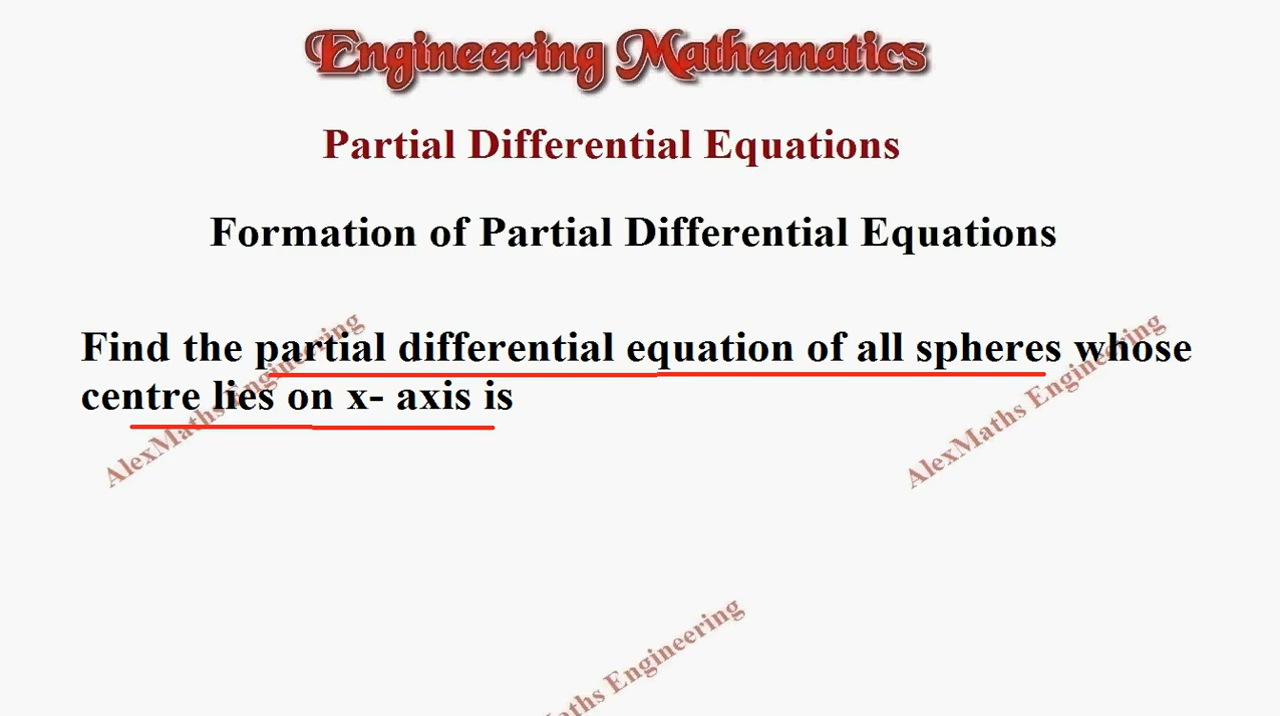 Engineering Mathematics
Partial Differential Equations
Formation of Partial Differential Equations
Find the partial differential equation of all spheres whose
centre lies on x- axis is
AlexMaths Engineering
AlexMaths Engineering
Maths Engineering